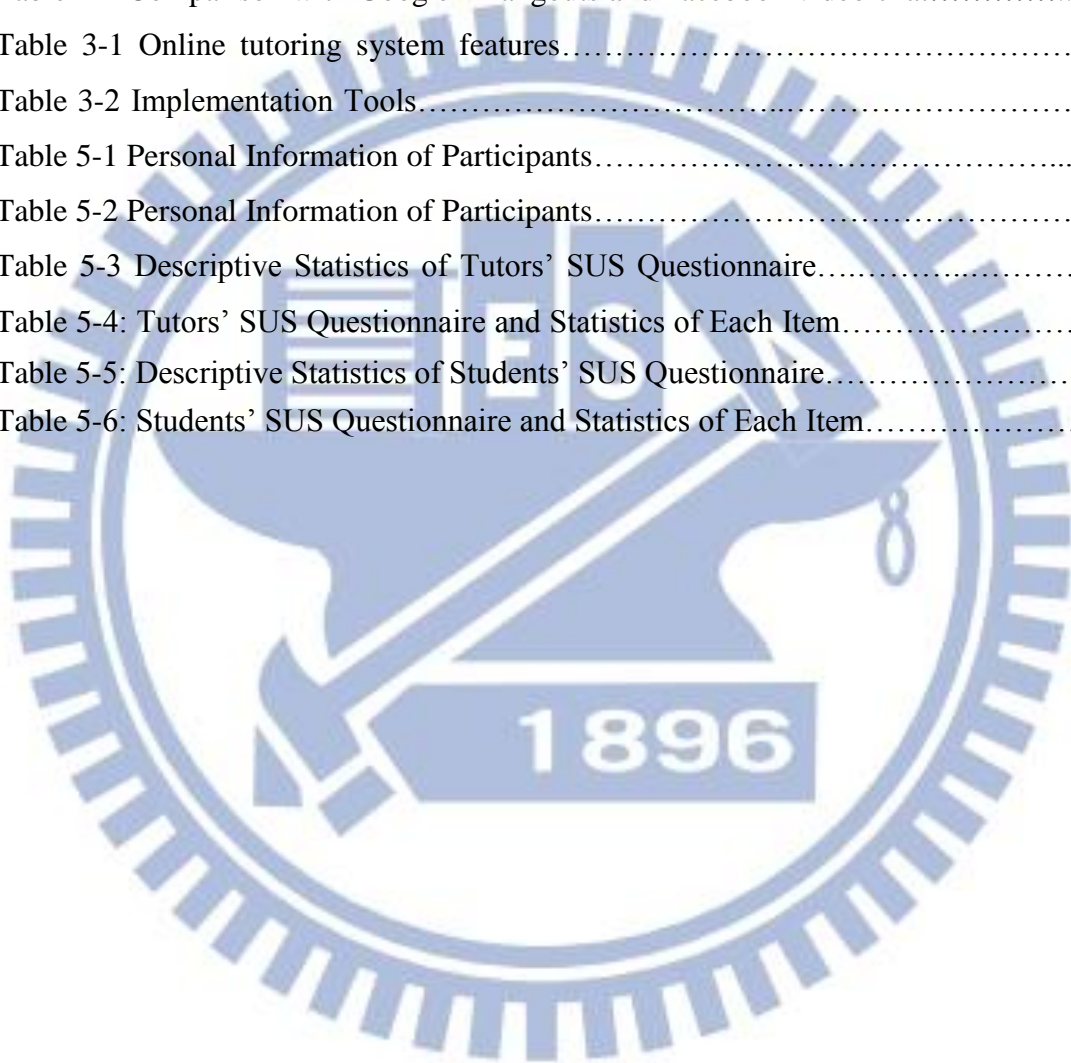 Table 3-1 Online tutoring system features……………………………………………
Table 3-2 Implementation Tools………………………………………………………
Table 5-1 Personal Information of Participants……………………………………...
Table 5-2 Personal Information of Participants………………………………………
Table 5-3 Descriptive Statistics of Tutors’ SUS Questionnaire….……….…………
Table 5-4: Tutors’ SUS Questionnaire and Statistics of Each Item…………………
Table 5-5: Descriptive Statistics of Students’ SUS Questionnaire……………………
Table 5-6: Students’ SUS Questionnaire and Statistics of Each Item…………………
ES
1896